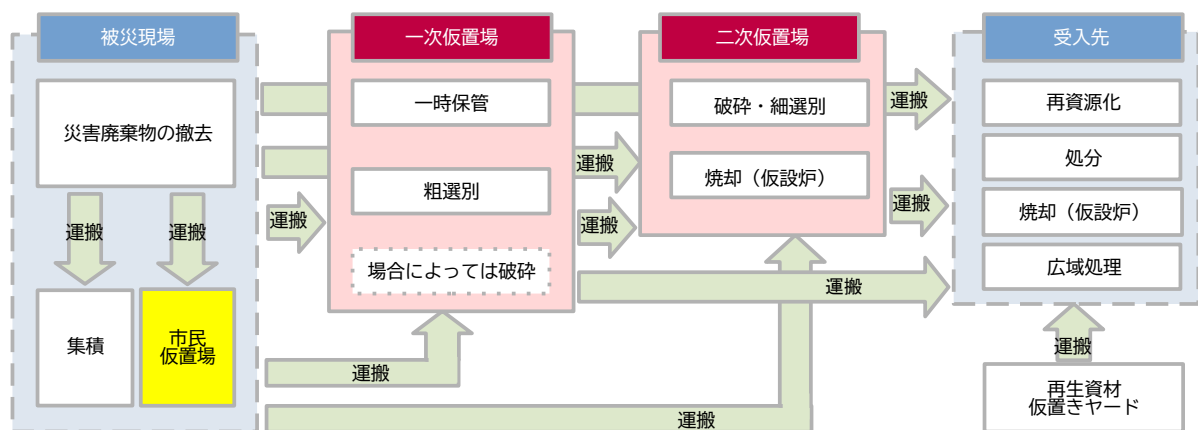 被災現場
災害廃棄物の撤去
運搬
運搬
集積
市民
仮置場
運搬
一次仮置場
一時保管
粗選別
場合によっては破砕
運搬
運搬
運搬
運搬
運搬
二次仮置場
破砕・細選別
焼却（仮設炉）
運搬
運搬
受入先
再資源化
処分
焼却（仮設炉）
広域処理
運搬
再生資材
仮置きヤード